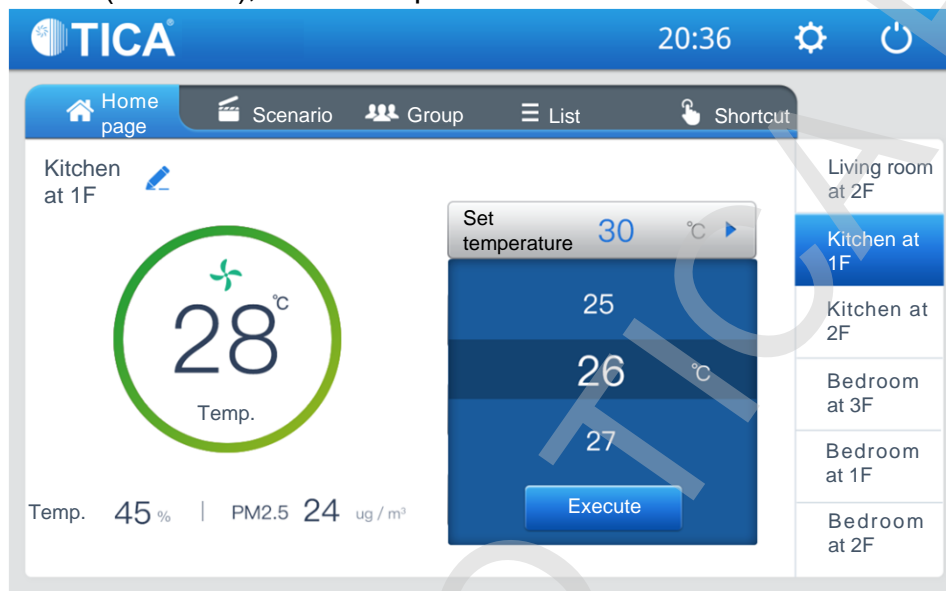 TICA
20:36
Home
page
Scenario
Group
List
Shortcut
Kitchen
at 1F
28℃
Temp.
Temp. 45 % | PM2.5 24 ug / m³
Set
temperature 30 ℃
25
26 ℃
27
Execute
Living room
at 2F
Kitchen at
1F
Kitchen at
2F
Bedroom
at 3F
Bedroom
at 1F
Bedroom
at 2F